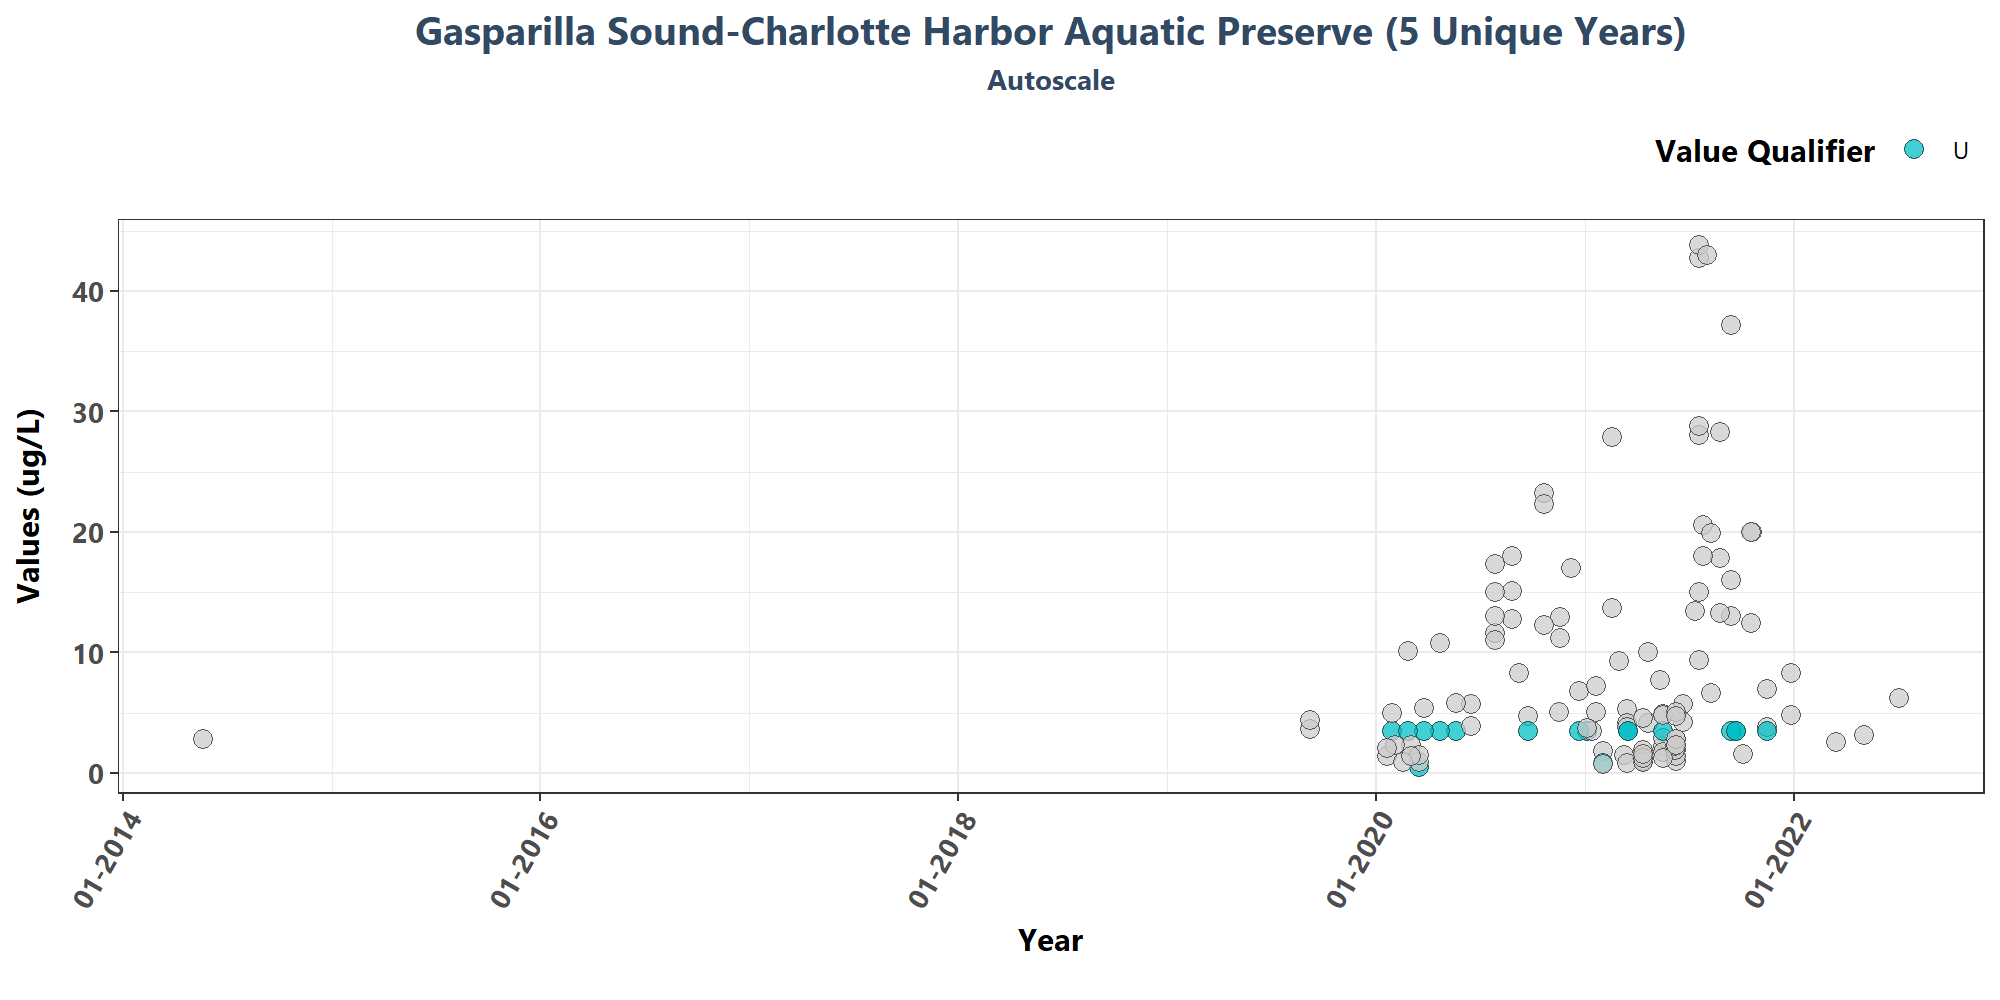 Gasparilla Sound-Charlotte Harbor Aquatic Preserve (5 Unique Years)
Autoscale
Value Qualifier U
Values (ug/L)
40
30
20
10
0
01-2014 01-2016 01-2018 01-2020 01-2022
Year